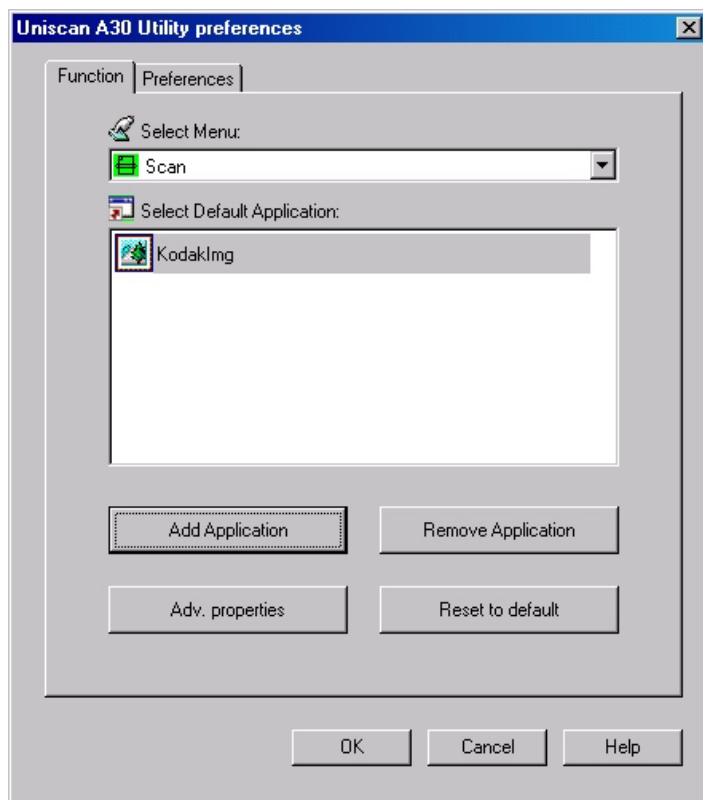 Uniscan A30 Utility preferences
Function Preferences
Select Menu:
Scan
Select Default Application:
KodakImg
Add Application Remove Application
Adv. properties Reset to default
OK Cancel Help